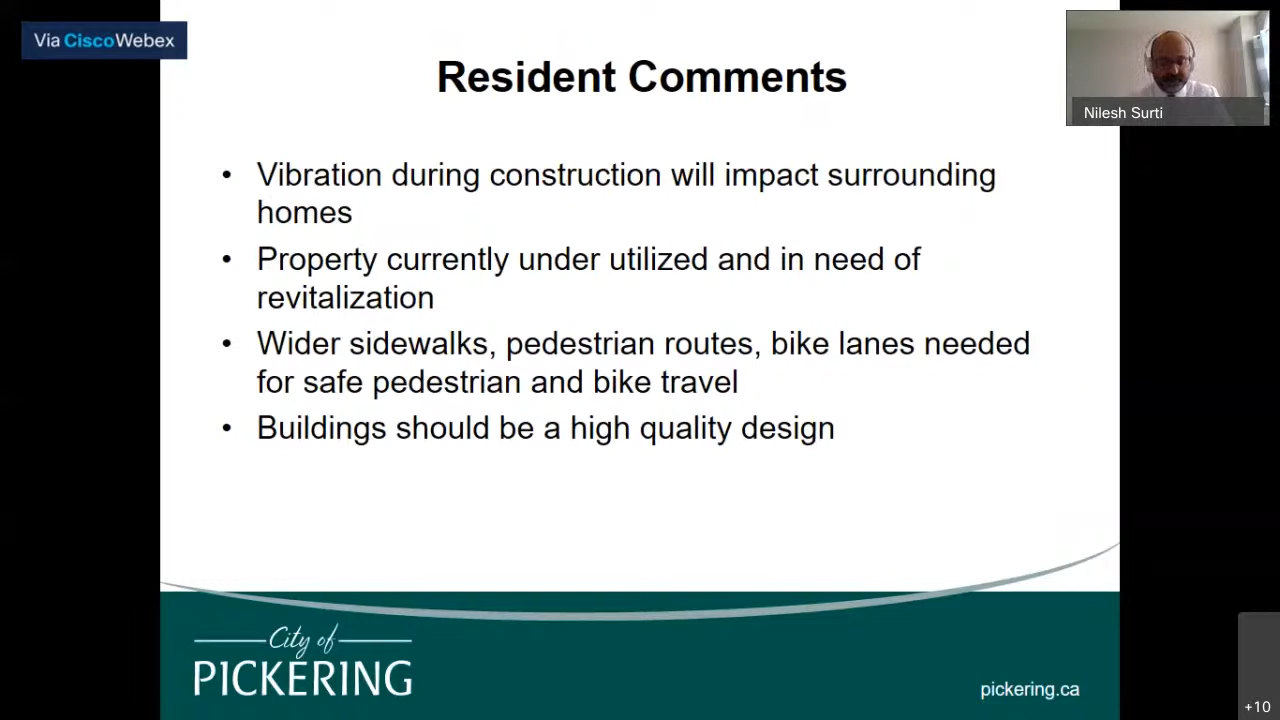 Via CiscoWebex
Resident Comments
Nilesh Surti
• Vibration during construction will impact surrounding
homes
• Property currently under utilized and in need of
revitalization
• Wider sidewalks, pedestrian routes, bike lanes needed
for safe pedestrian and bike travel
• Buildings should be a high quality design
City of
PICKERING
pickering.ca
+10